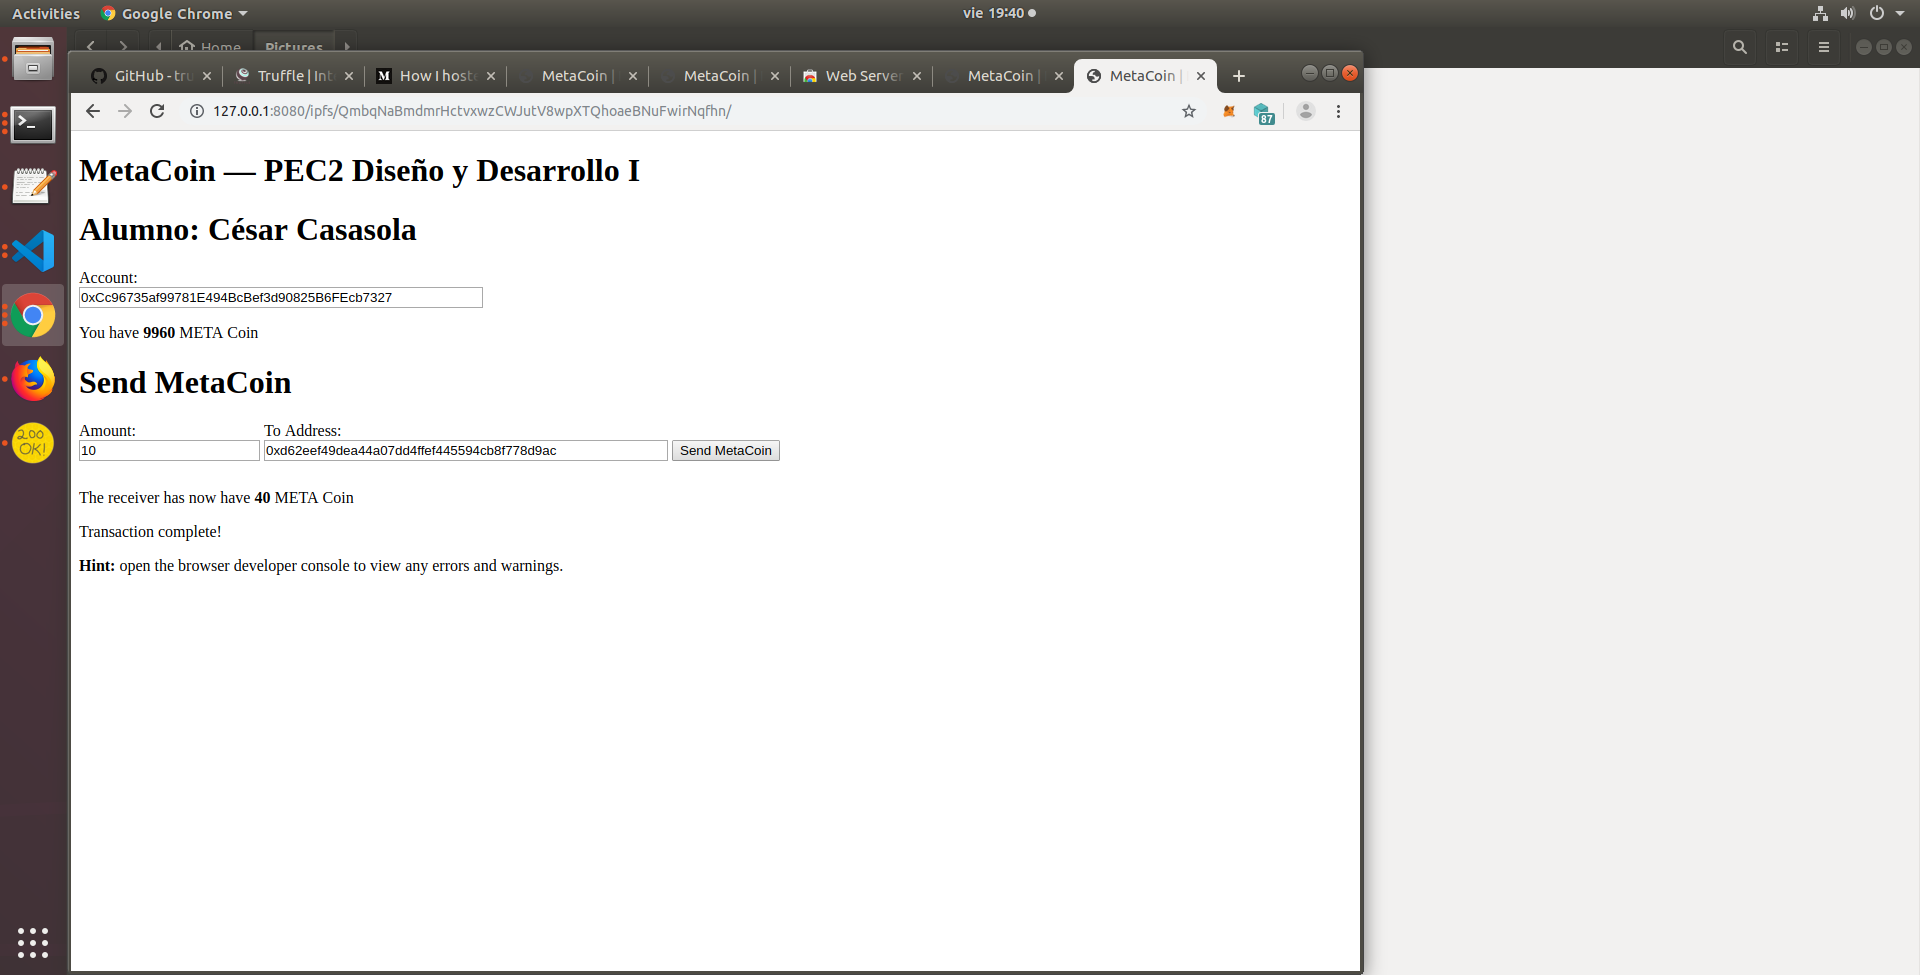 Activities Google Chrome vie 19:40
Home Pictures
GitHub - tru Truffle | Int How I hoste MetaCoin | MetaCoin | Web Server MetaCoin | MetaCoin |
127.0.0.1:8080/ipfs/QmbqNaBmdmrHctvxwzCWJutV8wpXTQhoaeBNuFwirNqfhn/
87
MetaCoin — PEC2 Diseño y Desarrollo I
Alumno: César Casasola
Account:
0xCc96735af99781E494BcBef3d90825B6FEcb7327
You have 9960 META Coin
Send MetaCoin
Amount: To Address:
10 0xd62eef49dea44a07dd4ffef445594cb8f778d9ac Send MetaCoin
The receiver has now have 40 META Coin
Transaction complete!
Hint: open the browser developer console to view any errors and warnings.
200
OK!